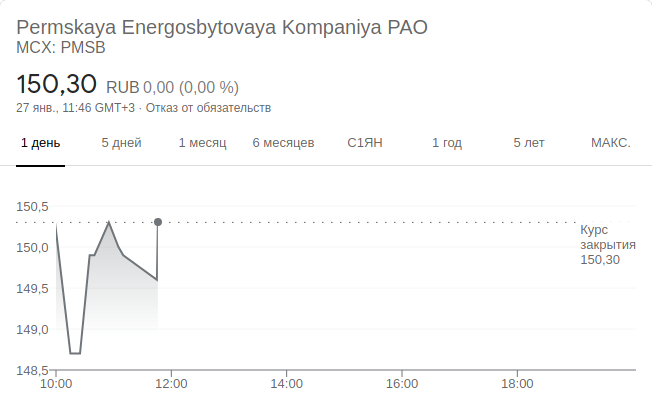 Permskaya Energosbytovaya Kompaniya PAO
MCX: PMSB
150,30 RUB 0,00 (0,00 %)
27 янв., 11:46 GMT+3 · Отказ от обязательств
1 день 5 дней 1 месяц 6 месяцев С1ЯН 1 год 5 лет МАКС.
150,5
Курс
150,0 закрытия
150,30
149,5
149,0
148,5
10:00 12:00 14:00 16:00 18:00